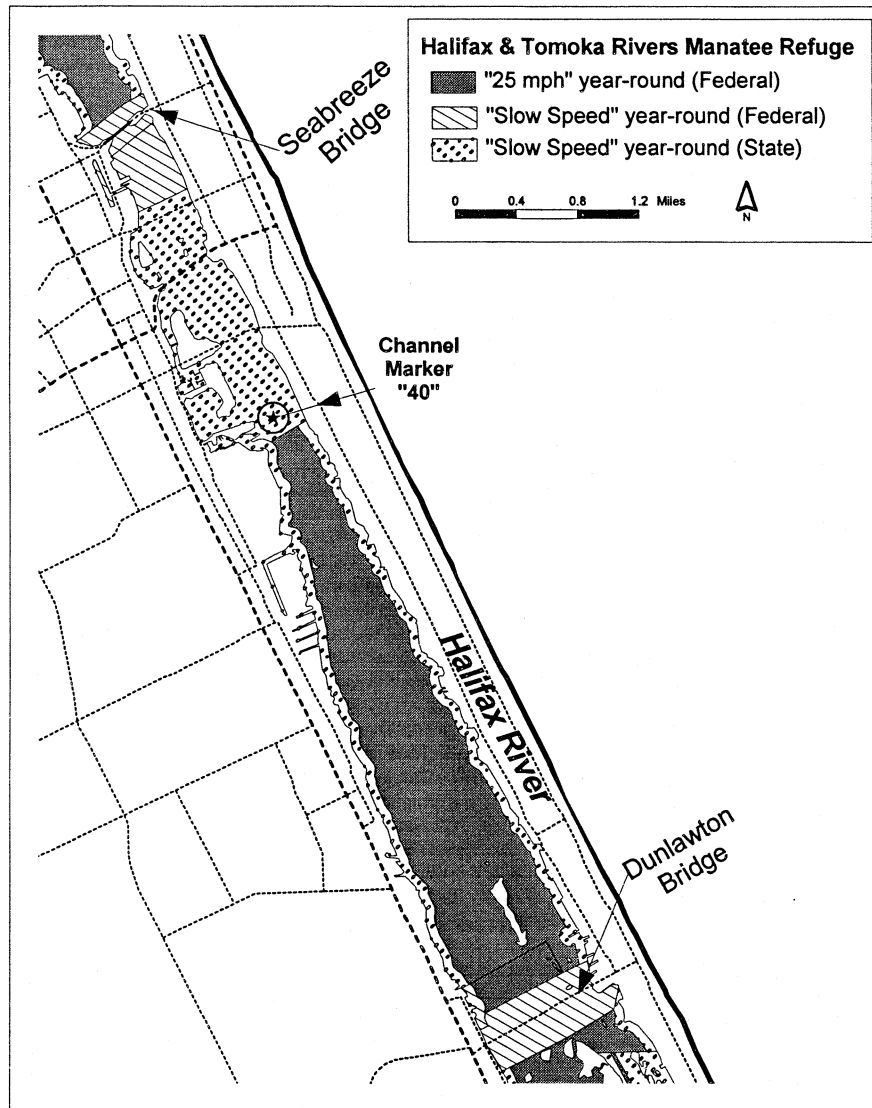 Halifax & Tomoka Rivers Manatee Refuge
"25 mph" year-round (Federal)
"Slow Speed" year-round (Federal)
"Slow Speed" year-round (State)
0 0.4 0.8 1.2 Miles
N
Seabreeze
Bridge
Channel
Marker
"40"
Halifax River
Dunlawton
Bridge